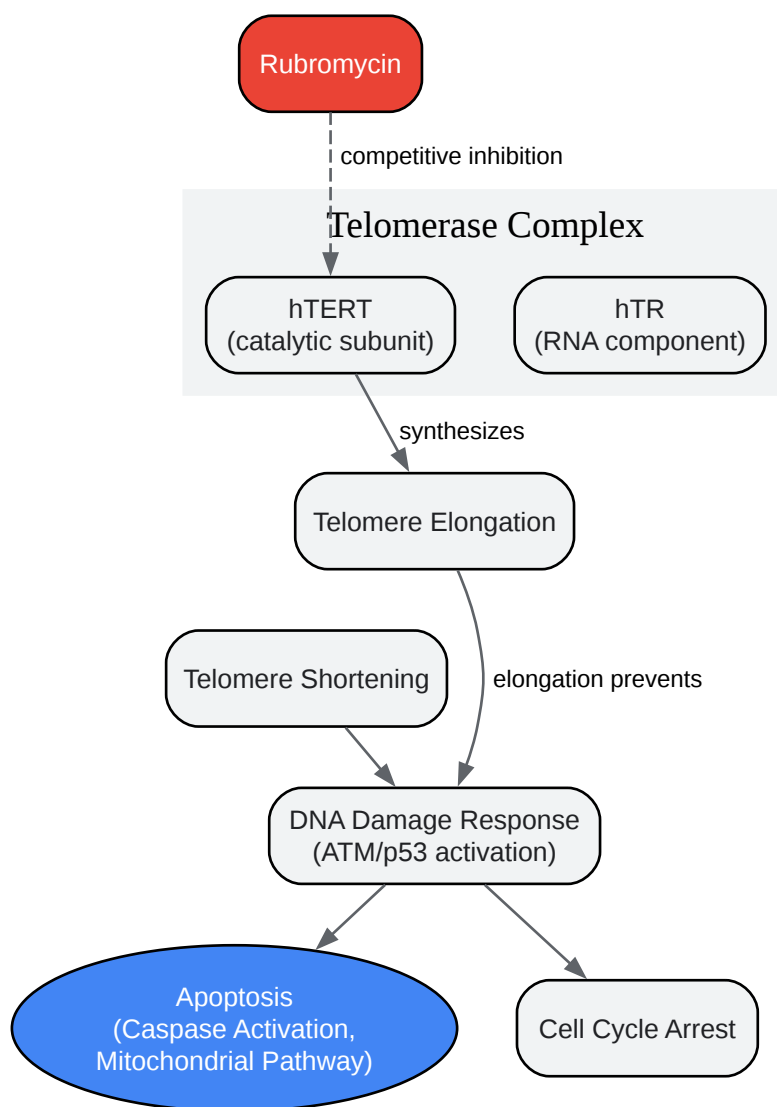 Rubromycin
competitive inhibition
Telomerase Complex
hTERT
(catalytic subunit)
hTR
(RNA component)
synthesizes
Telomere Elongation
Telomere Shortening
elongation prevents
DNA Damage Response
(ATM/p53 activation)
Apoptosis
(Caspase Activation,
Mitochondrial Pathway)
Cell Cycle Arrest